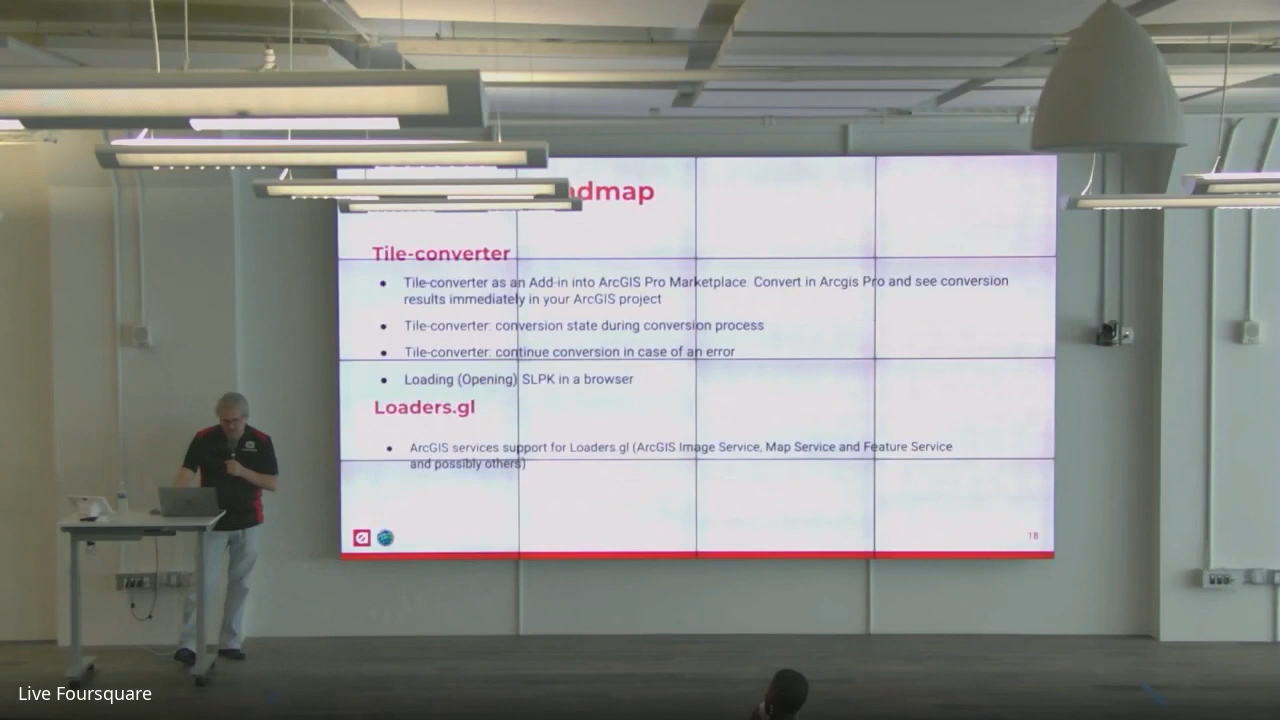 admap
Tile-converter
Tile-converter as an Add-in into ArcGIS Pro Marketplace. Convert in Arcgis Pro and see conversion
results immediately in your ArcGIS project
Tile-converter: conversion state during conversion process
Tile-converter: continue conversion in case of an error
Loading (Opening) SLPK in a browser
Loaders.gl
ArcGIS services support for Loaders.gl (ArcGIS Image Service, Map Service and Feature Service
and possibly others)
18
Live Foursquare